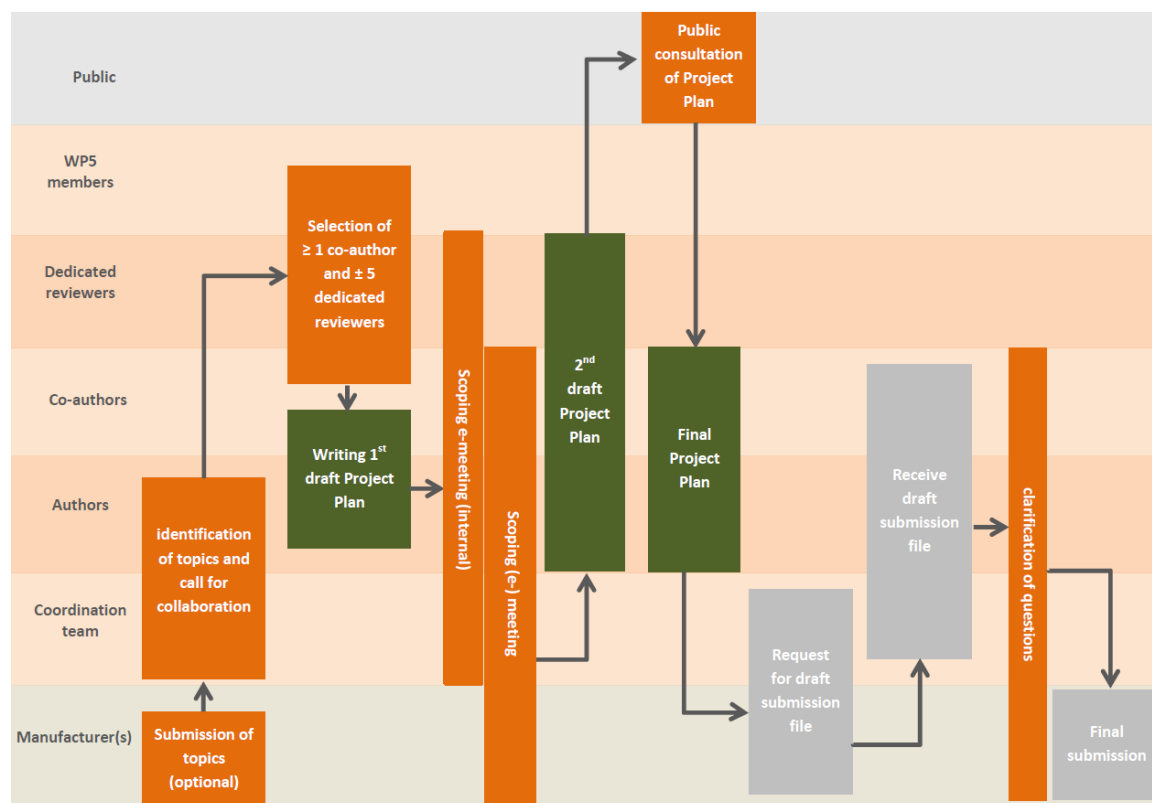 Public
WP5
members
Dedicated
reviewers
Co-authors
Authors
Coordination
team
Manufacturer(s)
Submission of
topics
(optional)
identification
of topics and
call for
collaboration
Selection of
≥ 1 co-author
and ± 5
dedicated
reviewers
Writing 1st
draft Project
Plan
Scoping e-meeting (internal)
Scoping (e-) meeting
2nd
draft
Project
Plan
Public
consultation
of Project
Plan
Final
Project
Plan
Request
for draft
submission
file
Receive
draft
submission
file
clarification of questions
Final
submission